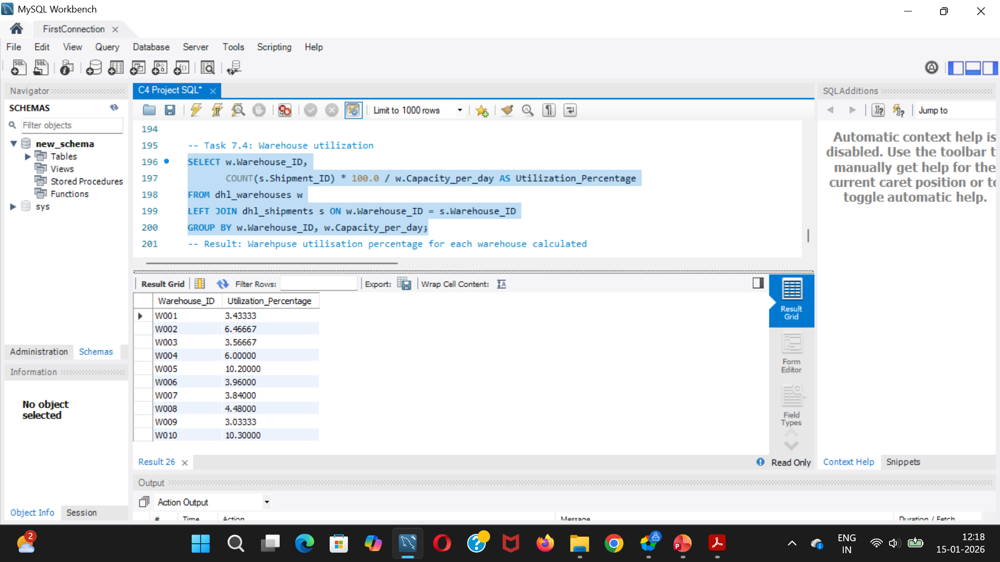 MySQL Workbench
FirstConnection
File Edit View Query Database Server Tools Scripting Help
Navigator
SCHEMAS
Filter objects
new_schema
Tables
Views
Stored Procedures
Functions
sys
Administration Schemas
Information
No object
selected
Object Info Session
C4 Project SQL*
Limit to 1000 rows
194
195 -- Task 7.4: Warehouse utilization
196 SELECT w.Warehouse_ID,
197 COUNT(s.Shipment_ID) * 100.0 / w.Capacity_per_day AS Utilization_Percentage
198 FROM dhl_warehouses w
199 LEFT JOIN dhl_shipments s ON w.Warehouse_ID = s.Warehouse_ID
200 GROUP BY w.Warehouse_ID, w.Capacity_per_day;
201 -- Result: Warehpuse utilisation percentage for each warehouse calculated
Result Grid Filter Rows: Export: Wrap Cell Content:
Warehouse_ID Utilization_Percentage
W001 3.43333
W002 6.46667
W003 3.56667
W004 6.00000
W005 10.20000
W006 3.96000
W007 3.84000
W008 4.48000
W009 3.03333
W010 10.30000
Result
Grid
Form
Editor
Field
Types
Result 26
Read Only
SQLAdditions
Jump to
Automatic context help is
disabled. Use the toolbar t
manually get help for the
current caret position or to
toggle automatic help.
Context Help Snippets
Output
Action Output
# Time Action Message Duration / Fetch
2
ENG
IN
12:18
15-01-2026